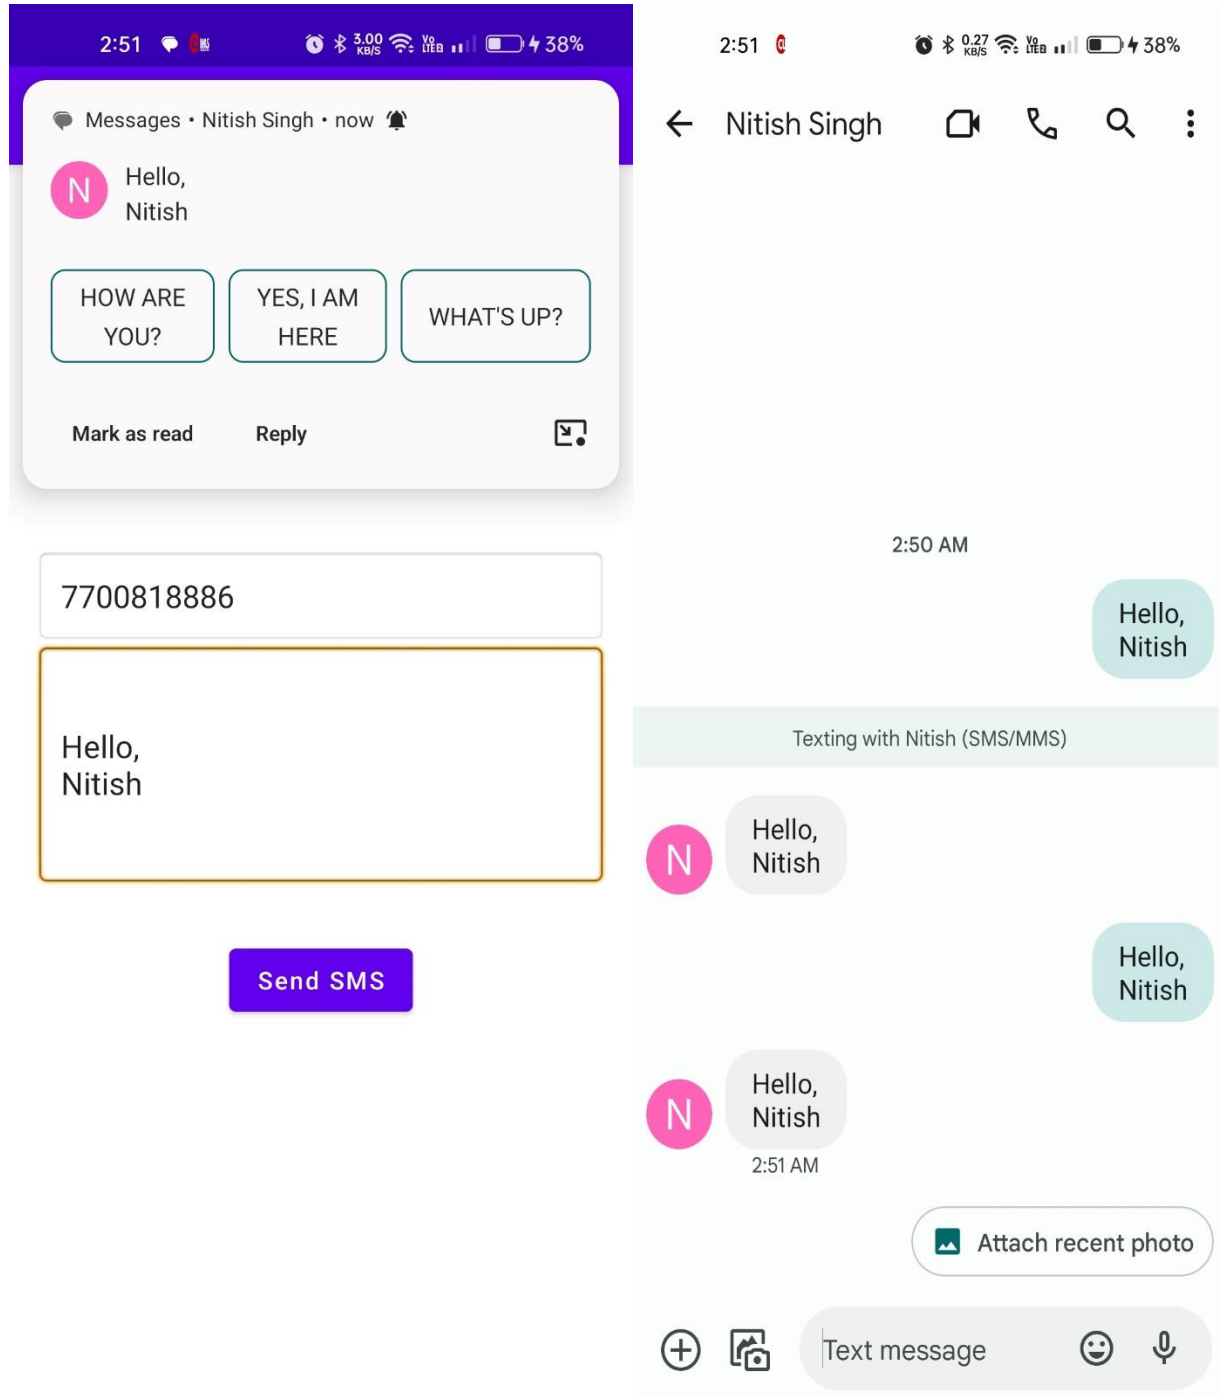 2:51
3.00 KB/S
38%
Messages • Nitish Singh • now
N
Hello,
Nitish
HOW ARE
YOU?
YES, I AM
HERE
WHAT'S UP?
Mark as read
Reply
7700818886
Hello,
Nitish
Send SMS
2:51
0.27 KB/S
38%
Nitish Singh
2:50 AM
Hello,
Nitish
Texting with Nitish (SMS/MMS)
N
Hello,
Nitish
Hello,
Nitish
N
Hello,
Nitish
2:51 AM
Attach recent photo
Text message